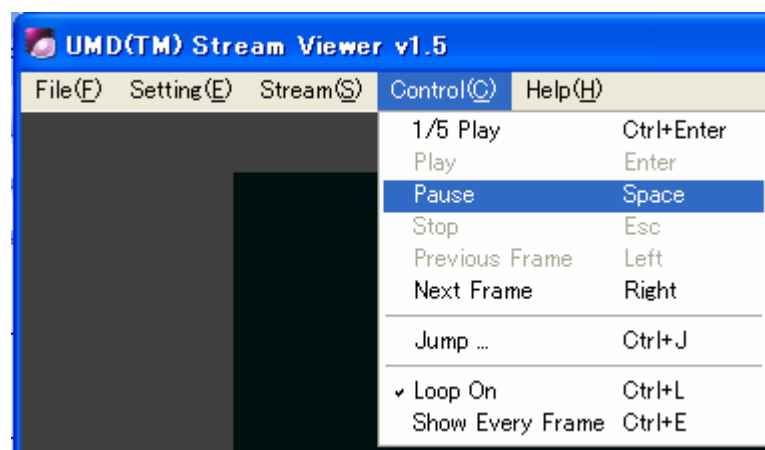 UMD(TM) Stream Viewer v1.5
File(F) Setting(E) Stream(S) Control(C) Help(H)
1/5 Play Ctrl+Enter
Play Enter
Pause Space
Stop Esc
Previous Frame Left
Next Frame Right
Jump ... Ctrl+J
Loop On Ctrl+L
Show Every Frame Ctrl+E